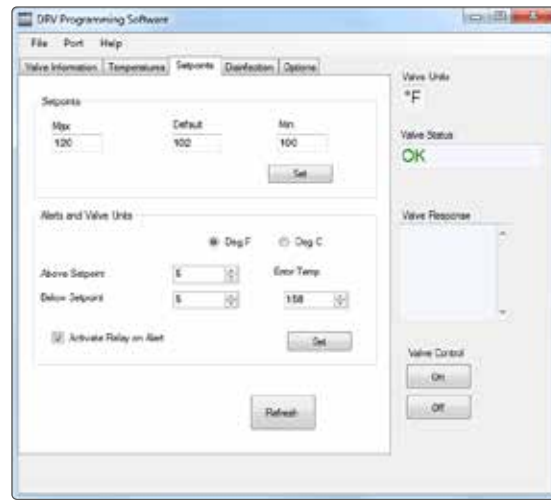 DRV Programming Software
File Port Help
Valve Information Temperatures Setpoints Disinfection Options
Valve Units
°F
Setpoints
Max Default Min
120 102 100
Set
Valve Status
OK
Alerts and Valve Units
Deg F Deg C
Above Setpoint 5 Error Temp
Below Setpoint 5 158
Activate Relay on Alert Set
Refresh
Valve Response
Valve Control
On
Off